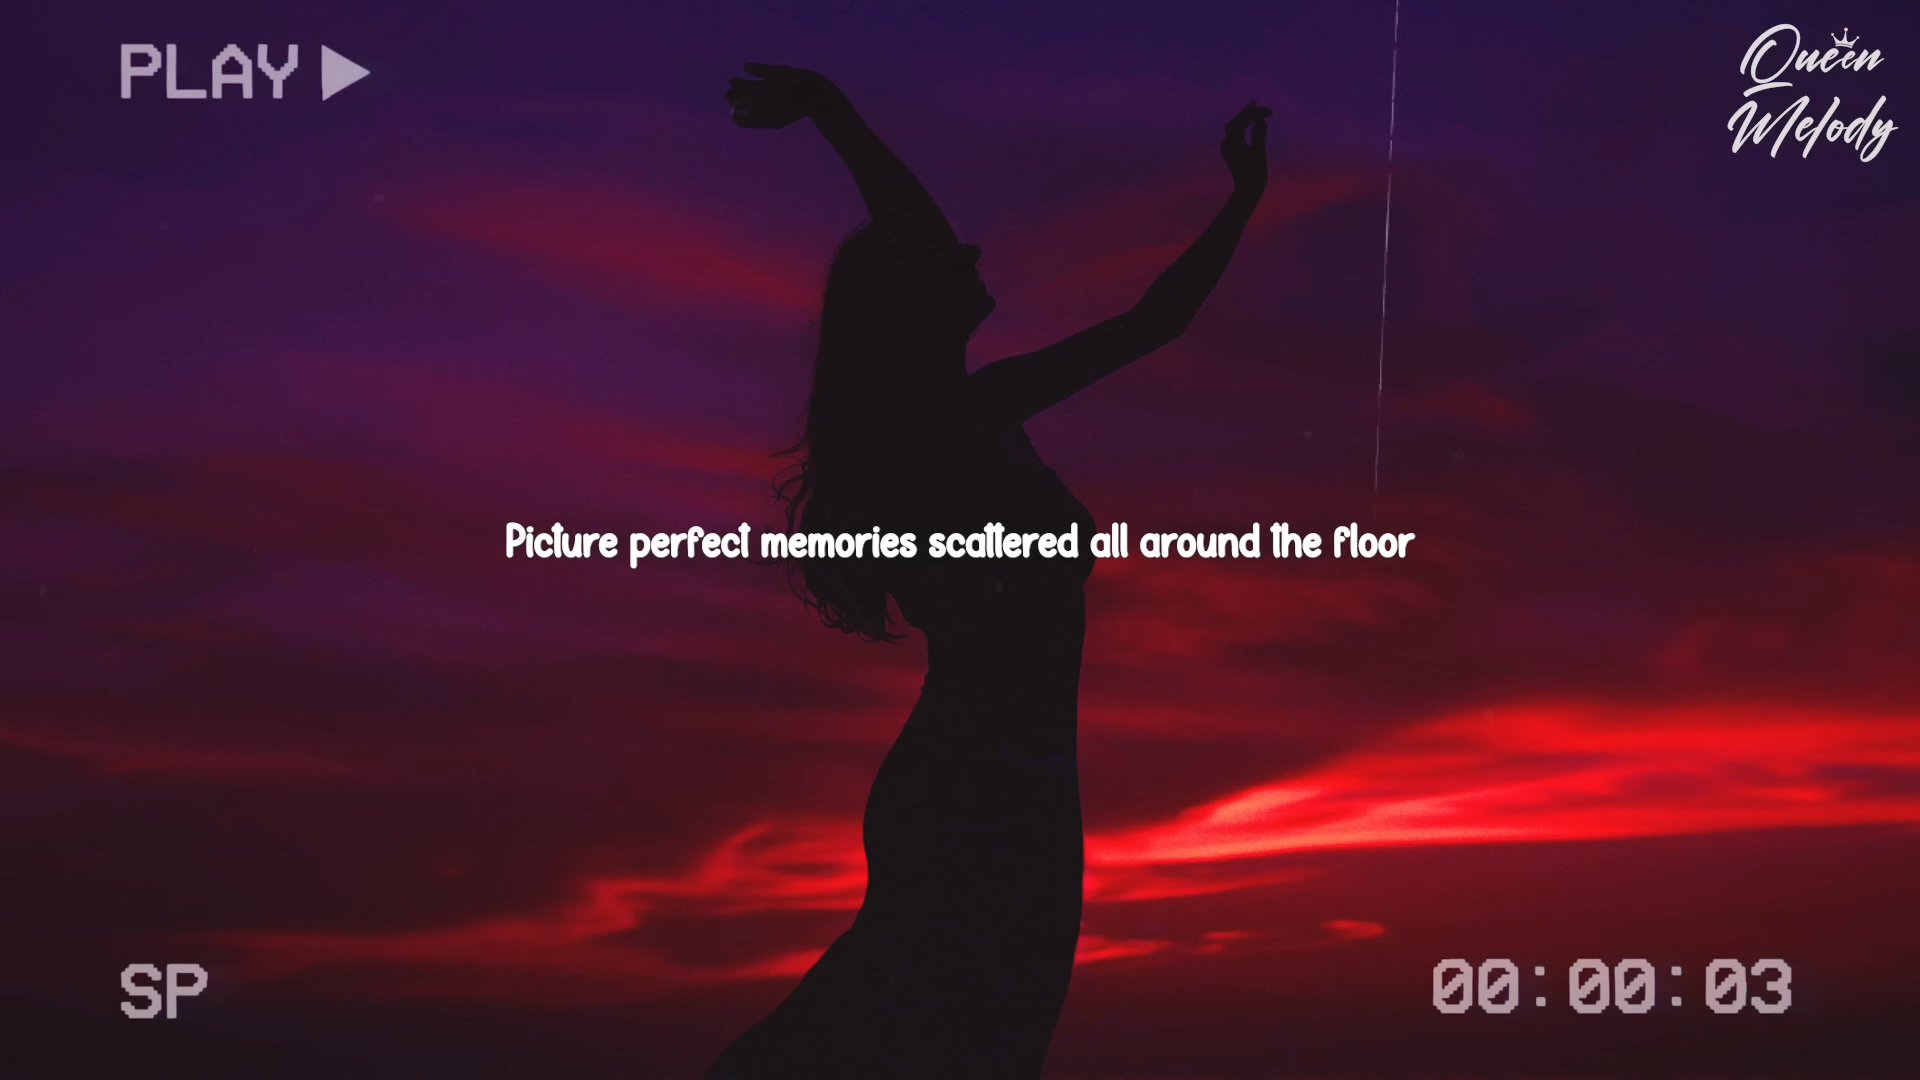 PLAY
Queen
Melody
Picture perfect memories scattered all around the floor
SP
00:00:03